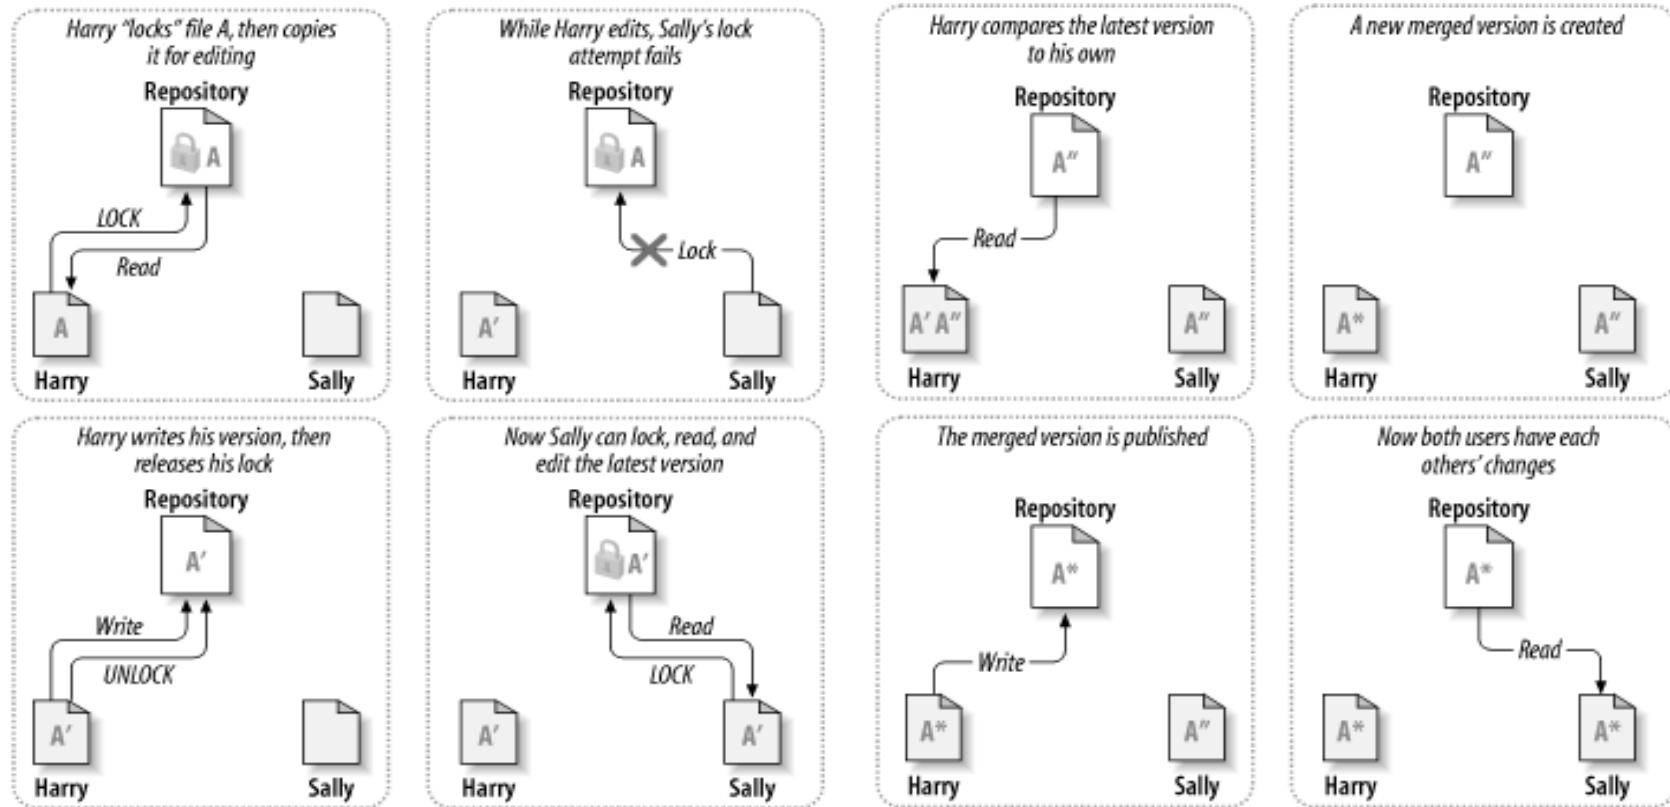 Harry “locks” file A, then copies
it for editing
Repository
A
LOCK
Read
A
Harry
Sally
While Harry edits, Sally’s lock
attempt fails
Repository
A
Lock
A’
Harry
Sally
Harry compares the latest version
to his own
Repository
A”
Read
A’ A”
A”
Harry
Sally
A new merged version is created
Repository
A”
A*
A”
Harry
Sally
Harry writes his version, then
releases his lock
Repository
A’
Write
UNLOCK
A’
Harry
Sally
Now Sally can lock, read, and
edit the latest version
Repository
A’
Read
LOCK
A’
A’
Harry
Sally
The merged version is published
Repository
A*
Write
A*
A”
Harry
Sally
Now both users have each
others’ changes
Repository
A*
Read
A*
A*
Harry
Sally